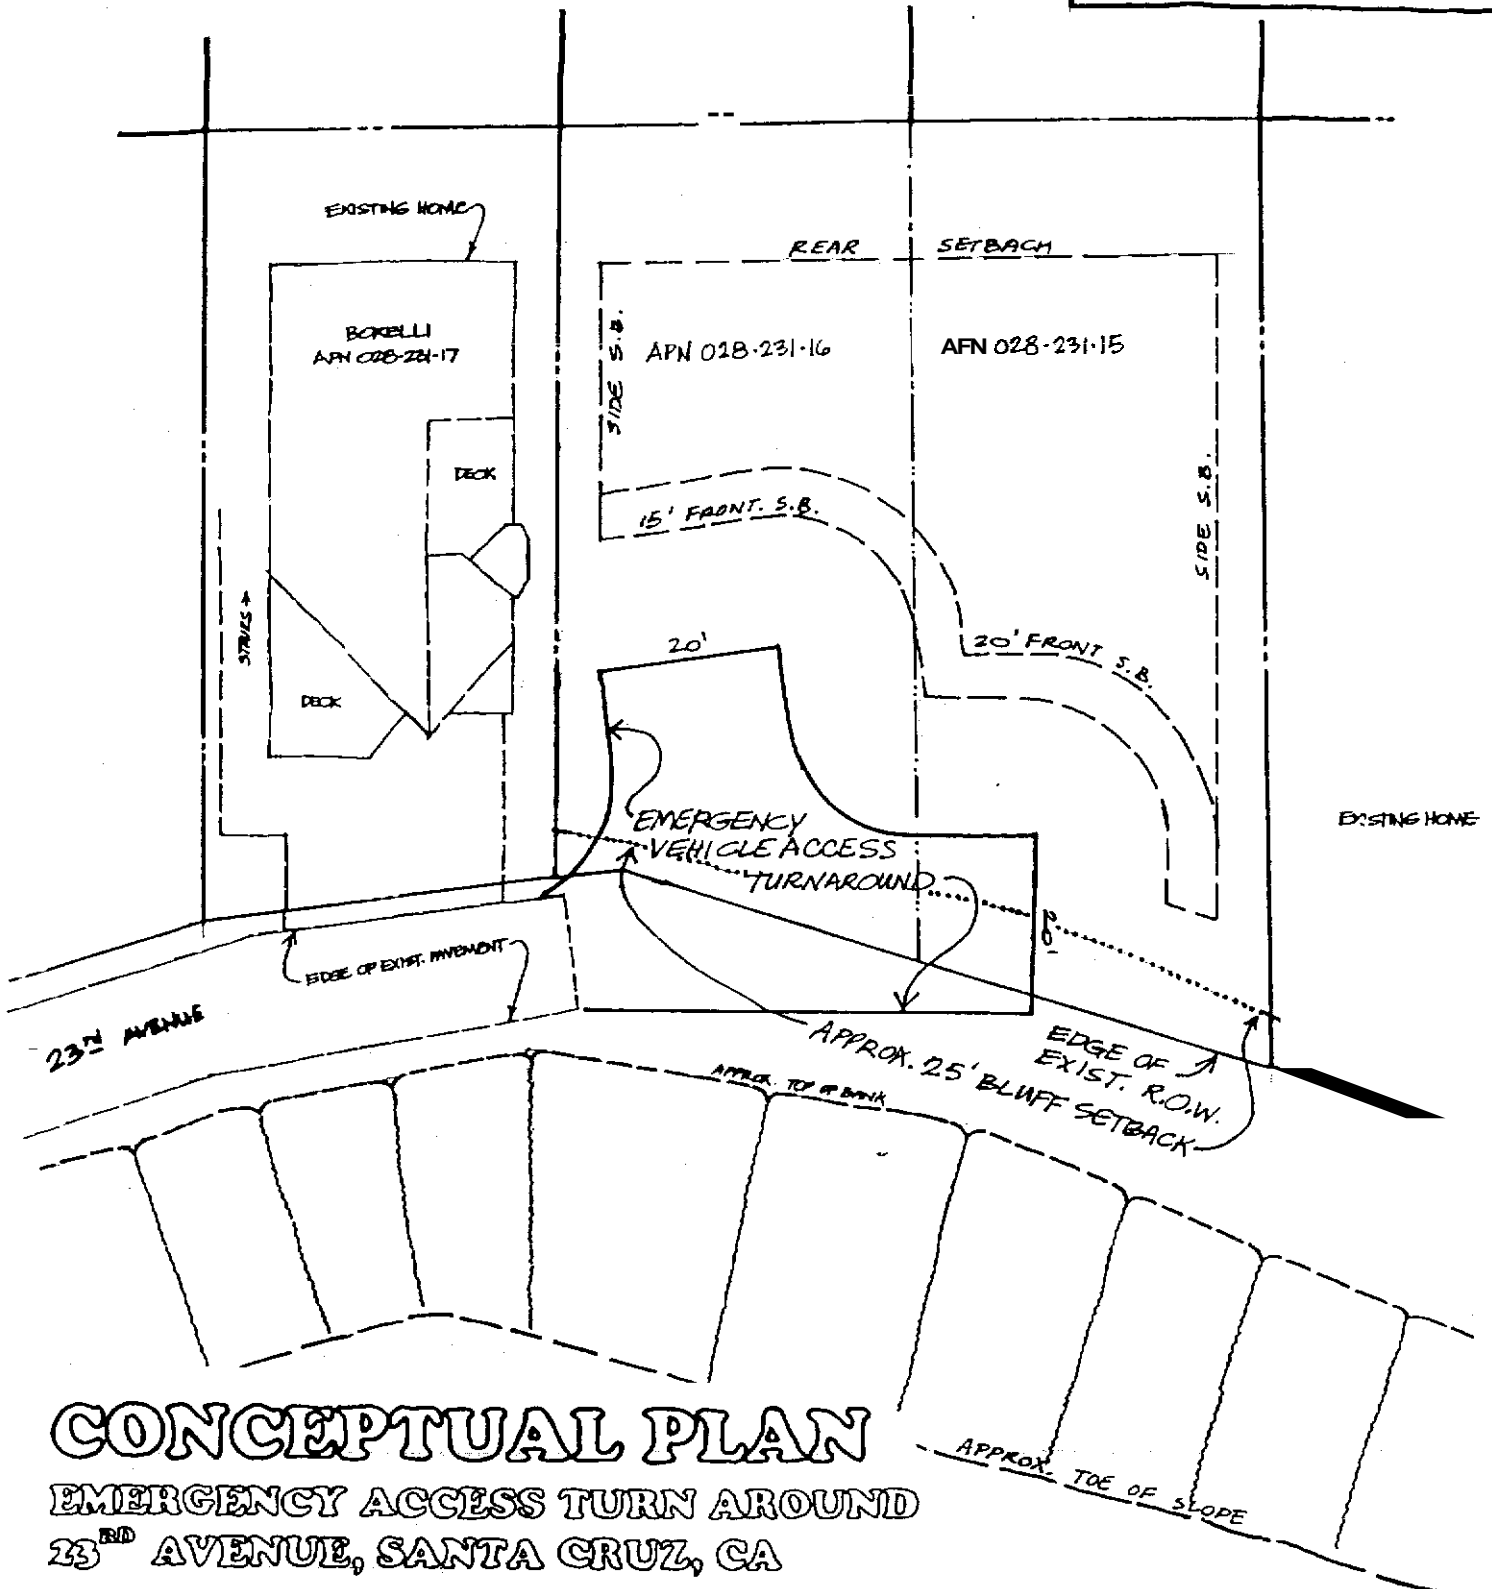 EXISTING HOME
REAR SETBACH
BORELLI
APN 028-231-17
SIDE S.B.
APN 028-231-16
AFN 028-231-15
DECK
15' FRONT. S.B.
SIDE S.B.
STAIRS
20'
20' FRONT S.B.
DECK
EMERGENCY
VEHICLE ACCESS
TURNAROUND
EXISTING HOME
20'
EDGE OF EXIST. PAVEMENT
23RD AVENUE
APPROX. 25' BLUFF SETBACK
EDGE OF
EXIST. R.O.W.
APPROX. TOP OF BANK
CONCEPTUAL PLAN
EMERGENCY ACCESS TURN AROUND
23RD AVENUE, SANTA CRUZ, CA
APPROX. TOE OF SLOPE